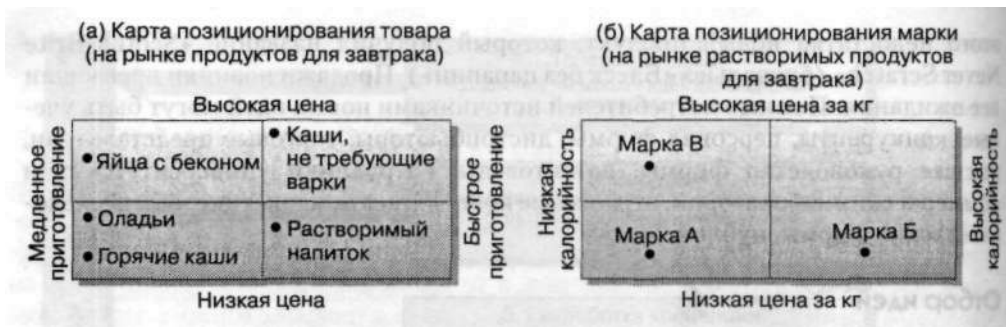 (а) Карта позиционирования товара
(на рынке продуктов для завтрака)
Высокая цена
Медленное
приготовление
• Яйца с беконом
• Каши,
не требующие
варки
• Оладьи
• Горячие каши
• Растворимый
напиток
Быстрое
приготовление
Низкая цена
(б) Карта позиционирования марки
(на рынке растворимых продуктов
для завтрака)
Высокая цена за кг
Низкая
калорийность
Марка В
Марка А
Марка Б
Высокая
калорийность
Низкая цена за кг